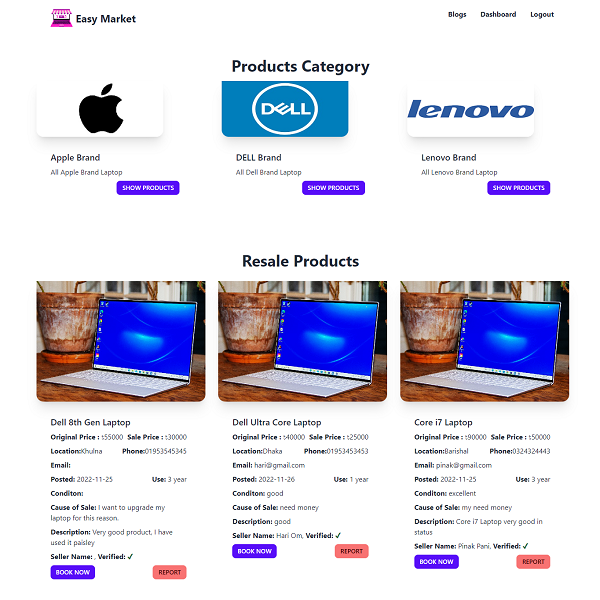 Easy Market
Blogs Dashboard Logout
Products Category
DELL
lenovo
Apple Brand
All Apple Brand Laptop
SHOW PRODUCTS
DELL Brand
All Dell Brand Laptop
SHOW PRODUCTS
Lenovo Brand
All Lenovo Brand Laptop
SHOW PRODUCTS
Resale Products
Dell 8th Gen Laptop
Original Price : ৳55000 Sale Price : ৳30000
Location:Khulna Phone:01953545345
Email:
Posted: 2022-11-25 Use: 3 year
Conditon:
Cause of Sale: I want to upgrade my
laptop for this reason.
Description: Very good product, I have
used it paisley
Seller Name: , Verified: ✓
BOOK NOW REPORT
Dell Ultra Core Laptop
Original Price : ৳40000 Sale Price : ৳25000
Location:Dhaka Phone:01953453453
Email: hari@gmail.com
Posted: 2022-11-26 Use: 1 year
Conditon: good
Cause of Sale: need money
Description: good
Seller Name: Hari Om, Verified: ✓
BOOK NOW REPORT
Core i7 Laptop
Original Price : ৳90000 Sale Price : ৳50000
Location:Barishal Phone:0324324443
Email: pinak@gmail.com
Posted: 2022-11-25 Use: 3 year
Conditon: excellent
Cause of Sale: my need money
Description: Core i7 Laptop very good in
status
Seller Name: Pinak Pani, Verified: ✓
BOOK NOW REPORT